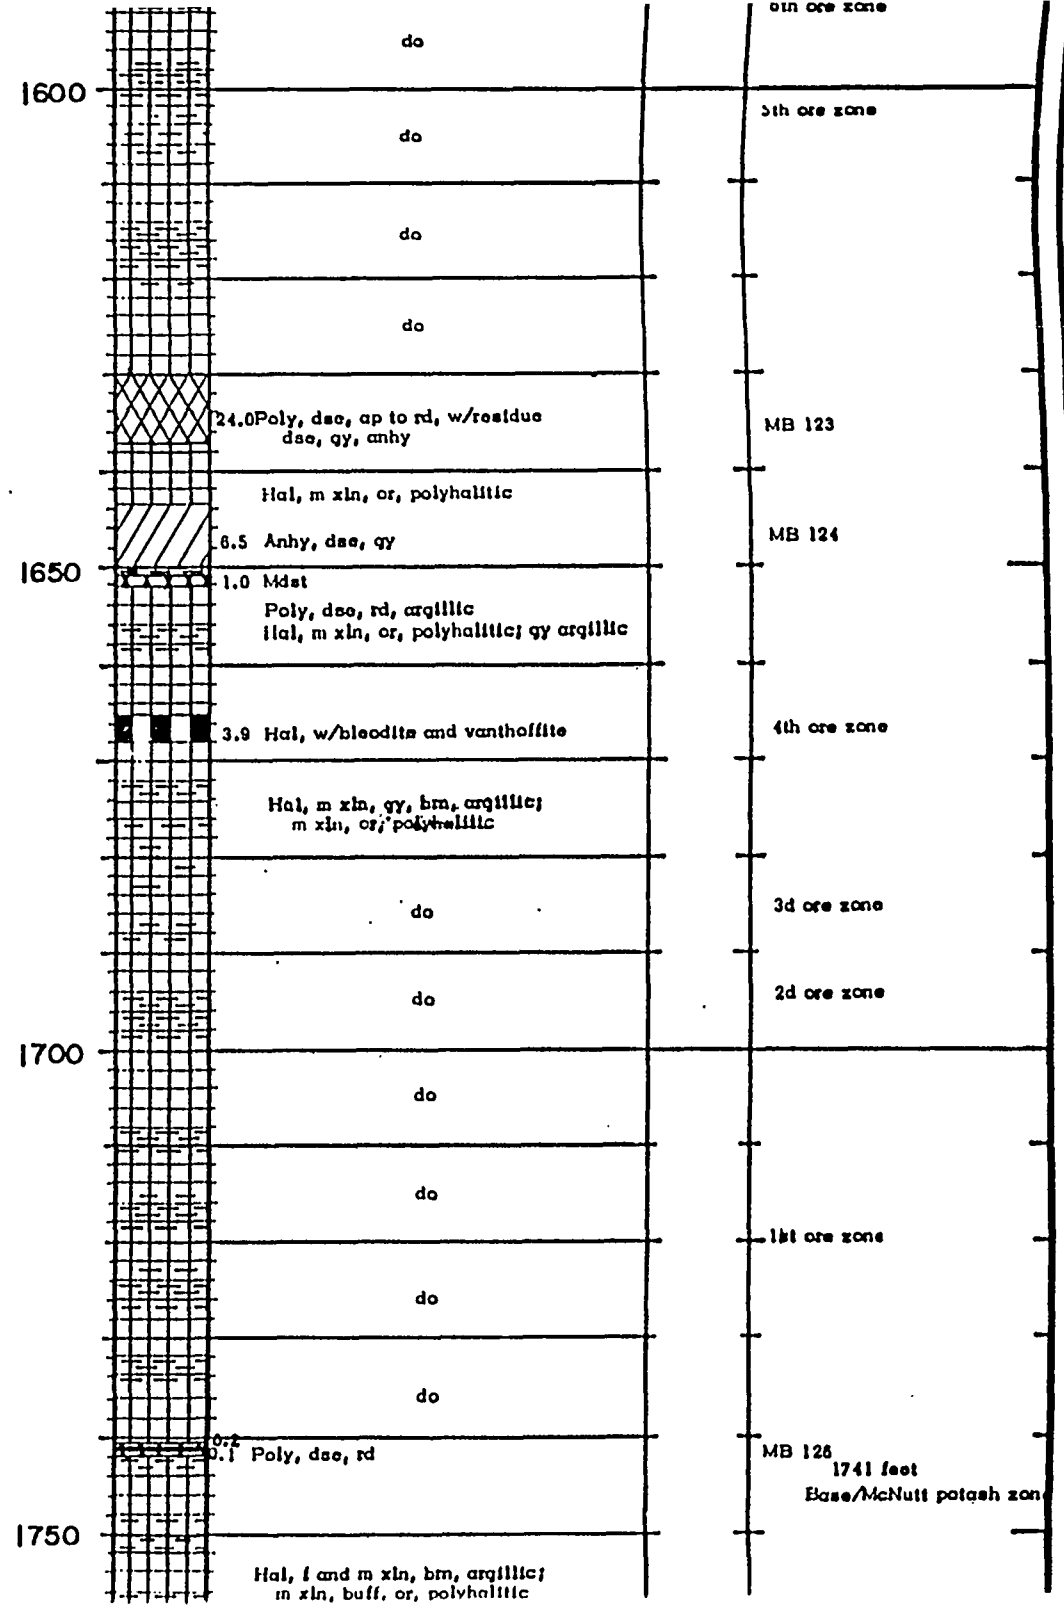 6th ore zone
do
1600
5th ore zone
do
do
do
24.0 Poly, dse, ap to rd, w/residue
dse, gy, anhy
MB 123
Hal, m xln, or, polyhalitic
6.5 Anhy, dse, gy
MB 124
1650
1.0 Mdst
Poly, dse, rd, argillic
Hal, m xln, or, polyhalitic; gy argillic
3.9 Hal, w/bleodite and vanthoffite
4th ore zone
Hal, m xln, gy, brn, argillic;
m xln, or, polyhalitic
do
3d ore zone
do
2d ore zone
1700
do
do
1st ore zone
do
do
0.2
0.1 Poly, dse, rd
MB 126
1741 feet
Base/McNutt potash zone
1750
Hal, f and m xln, brn, argillic;
m xln, buff, or, polyhalitic